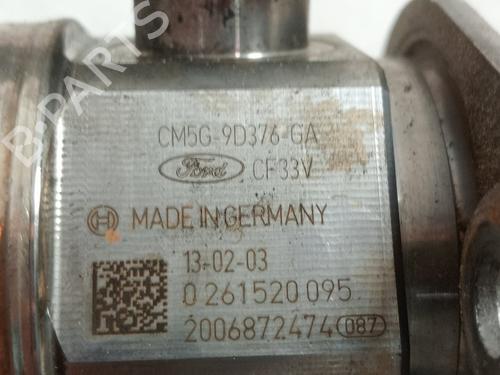 B-PARTS
CM5G-9D376-GA
Ford CF33V
MADE IN GERMANY
13-02-03
0 261 520 095
2006872474 087